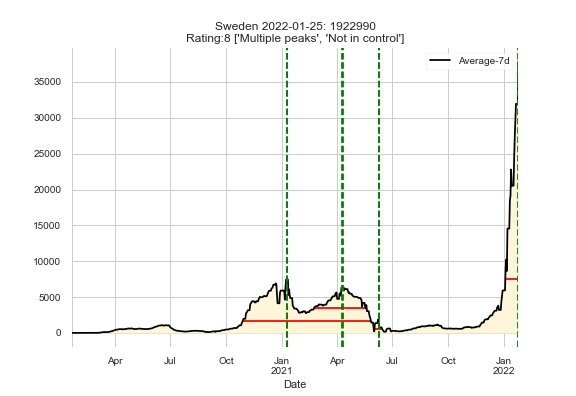 Sweden 2022-01-25: 1922990
Rating:8 ['Multiple peaks', 'Not in control']
Average-7d
35000
30000
25000
20000
15000
10000
5000
0
Apr Jul Oct Jan Apr Jul Oct Jan
2021 2022
Date